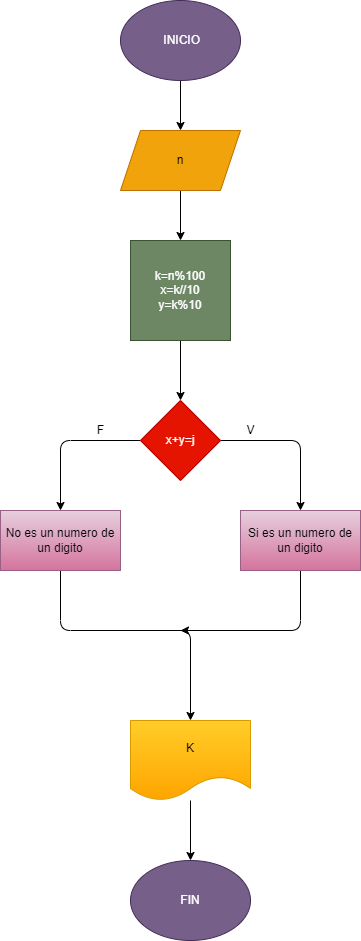 INICIO
n
k=n%100
x=k//10
y=k%10
x+y=j
F
V
No es un numero de
un digito
Si es un numero de
un digito
K
FIN